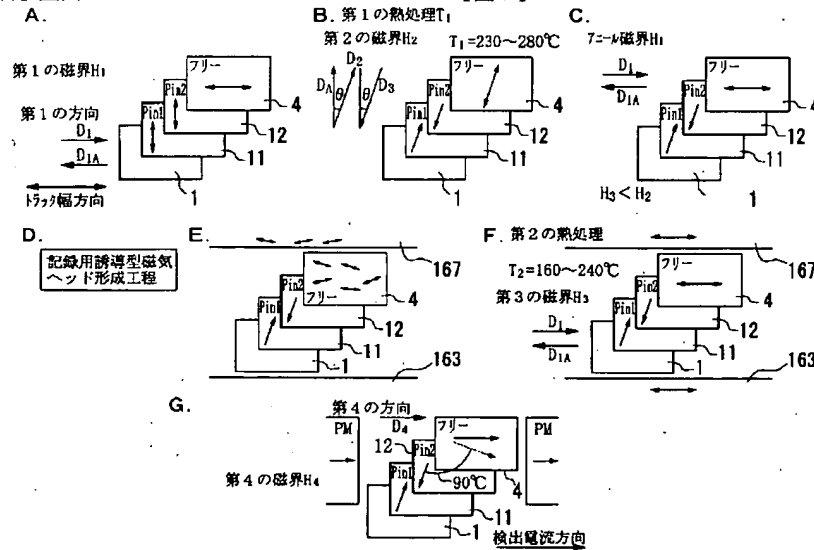 A.
第1の磁界H₁
第1の方向
D₁
D₁A
トラック幅方向
フリー
Pin2
Pin1
4
12
11
1
B. 第1の熱処理T₁
第2の磁界H₂
T₁=230~280℃
DA
D₂
D₃
θ
θ
フリー
Pin2
Pin1
4
12
11
1
C.
アニール磁界H₁
D₁
D₁A
フリー
Pin2
Pin1
4
12
11
H₃<H₂
1
D.
記録用誘導型磁気
ヘッド形成工程
E.
167
フリー
Pin2
Pin1
4
12
11
1
163
F. 第2の熱処理
167
T₂=160~240℃
第3の磁界H₃
D₁
D₁A
フリー
Pin2
Pin1
4
12
11
1
163
G.
第4の方向
D₄
PM
第4の磁界H₄
12
フリー
Pin2
Pin1
90℃
4
11
1
PM
検出電流方向